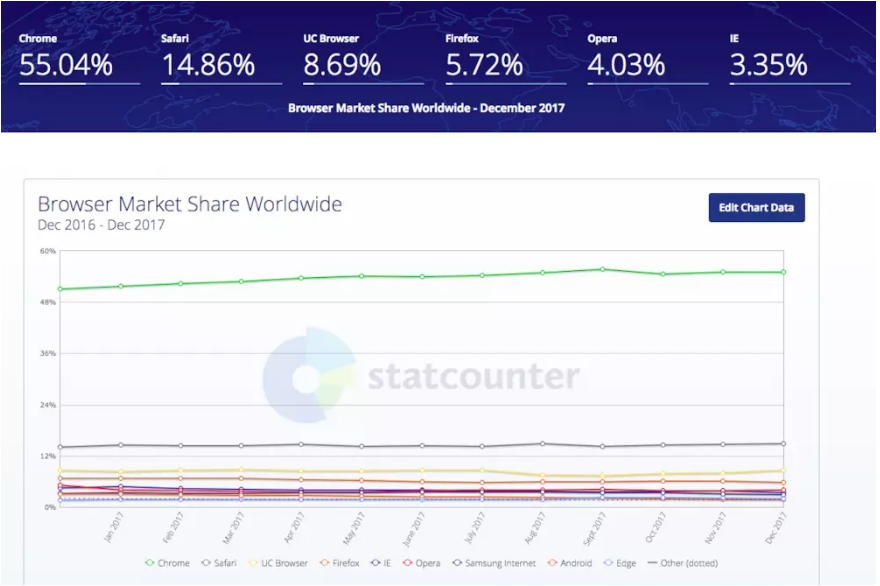 Chrome Safari UC Browser Firefox Opera IE
55.04% 14.86% 8.69% 5.72% 4.03% 3.35%
Browser Market Share Worldwide - December 2017
Browser Market Share Worldwide
Dec 2016 - Dec 2017
Edit Chart Data
60%
48%
36%
statcounter
24%
12%
0%
Jan 2017 Feb 2017 Mar 2017 Apr 2017 May 2017 June 2017 July 2017 Aug 2017 Sept 2017 Oct 2017 Nov 2017 Dec 2017
Chrome Safari UC Browser Firefox IE Opera Samsung Internet Android Edge Other (dotted)